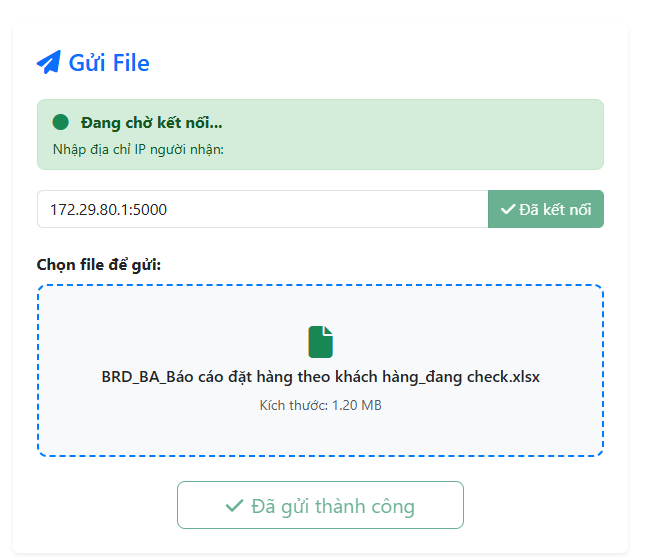 Gửi File
Đang chờ kết nối...
Nhập địa chỉ IP người nhận:
172.29.80.1:5000
Đã kết nối
Chọn file để gửi:
BRD_BA_Báo cáo đặt hàng theo khách hàng_đang check.xlsx
Kích thước: 1.20 MB
Đã gửi thành công